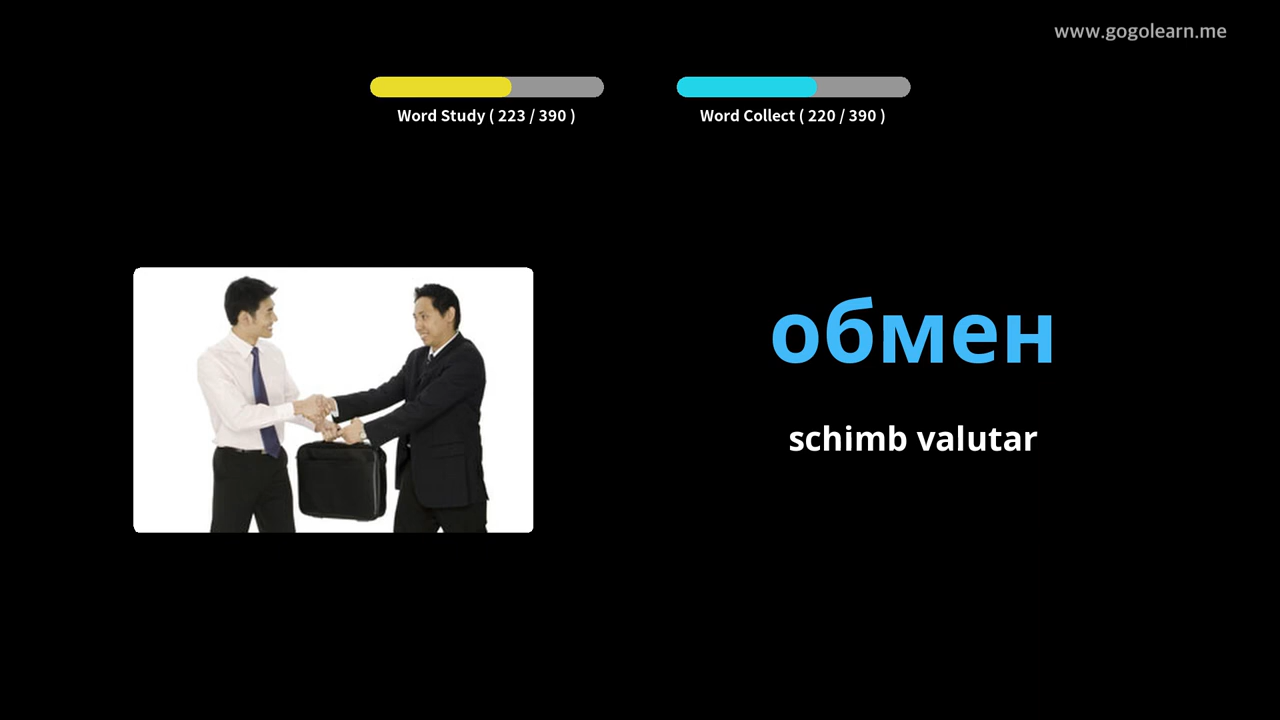 www.gogolearn.me
Word Study ( 223 / 390 )
Word Collect ( 220 / 390 )
обмен
schimb valutar